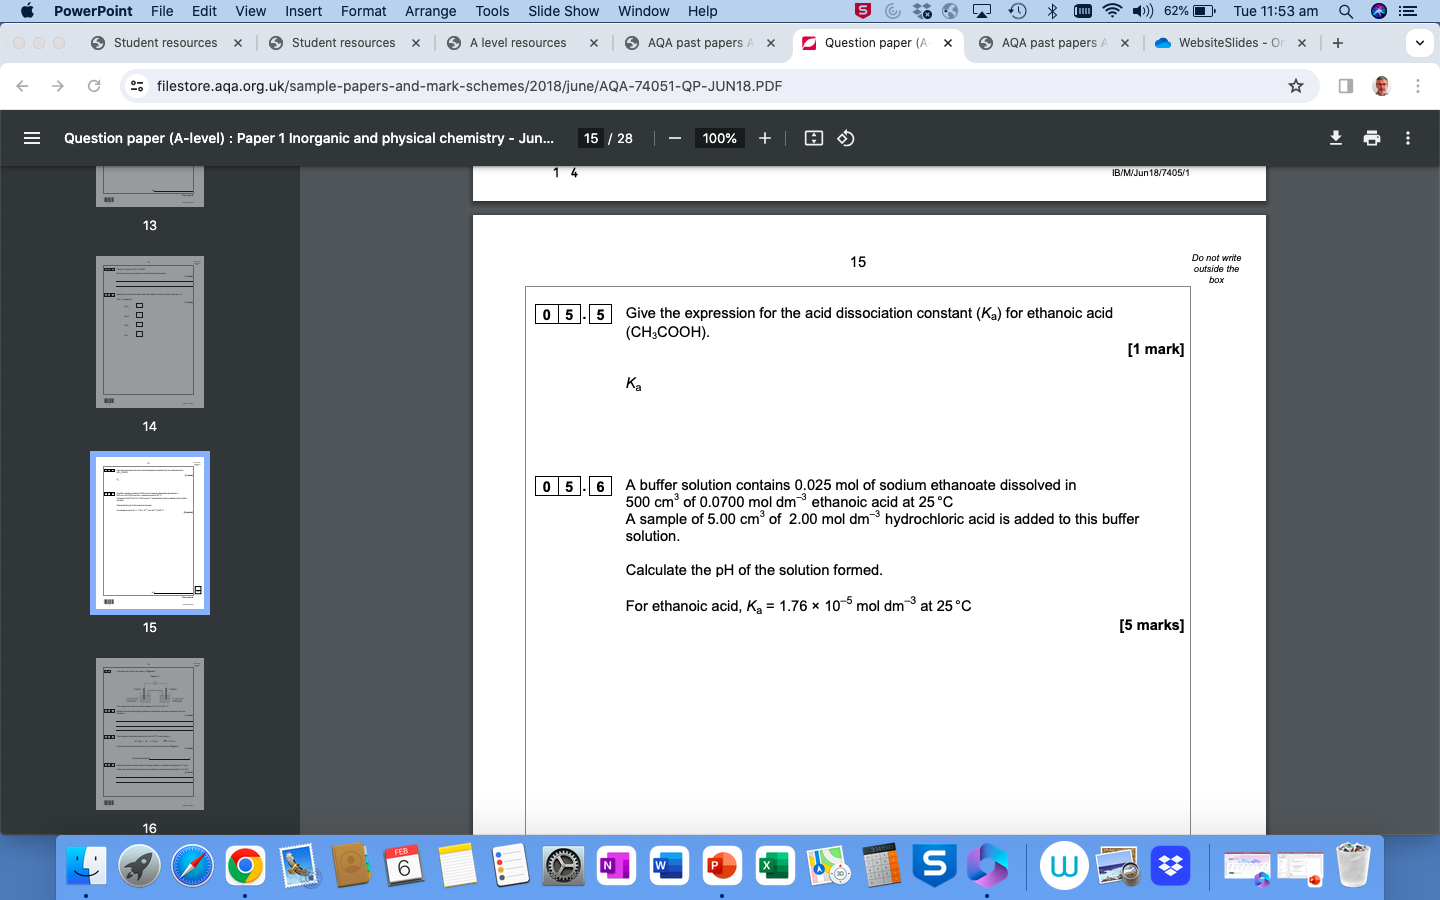 PowerPoint File Edit View Insert Format Arrange Tools Slide Show Window Help 62% Tue 11:53 am
Student resources Student resources A level resources AQA past papers A Question paper (A- AQA past papers A WebsiteSlides - Or
filestore.aqa.org.uk/sample-papers-and-mark-schemes/2018/june/AQA-74051-QP-JUN18.PDF
Question paper (A-level) : Paper 1 Inorganic and physical chemistry - Jun... 15 / 28 100%
1 4 IB/M/Jun18/7405/1
13
14
15
16
15
Do not write
outside the
box
0 5 . 5 Give the expression for the acid dissociation constant (Kₐ) for ethanoic acid
(CH₃COOH).
[1 mark]
Kₐ
0 5 . 6 A buffer solution contains 0.025 mol of sodium ethanoate dissolved in
500 cm³ of 0.0700 mol dm⁻³ ethanoic acid at 25 °C
A sample of 5.00 cm³ of 2.00 mol dm⁻³ hydrochloric acid is added to this buffer
solution.
Calculate the pH of the solution formed.
For ethanoic acid, Kₐ = 1.76 × 10⁻⁵ mol dm⁻³ at 25 °C
[5 marks]
FEB
6
N
W
P
X
3D
S
W